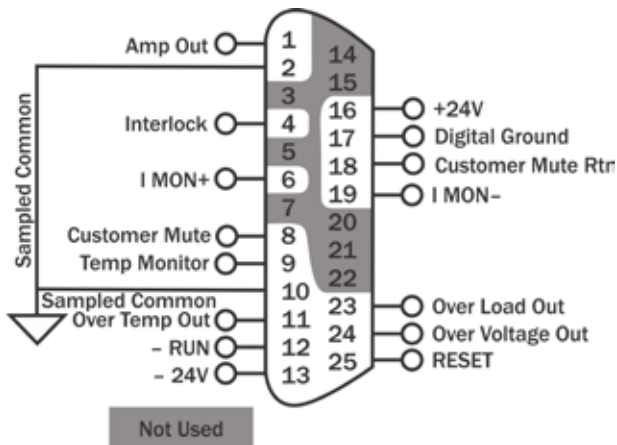 Amp Out 1 14
2 15
3 16 +24V
Interlock 4 17 Digital Ground
5 18 Customer Mute Rtn
I MON+ 6 19 I MON–
7 20
Customer Mute 8 21
Temp Monitor 9 22
Sampled Common
Sampled Common 10 23 Over Load Out
Over Temp Out 11 24 Over Voltage Out
– RUN 12 25 RESET
– 24V 13
Not Used